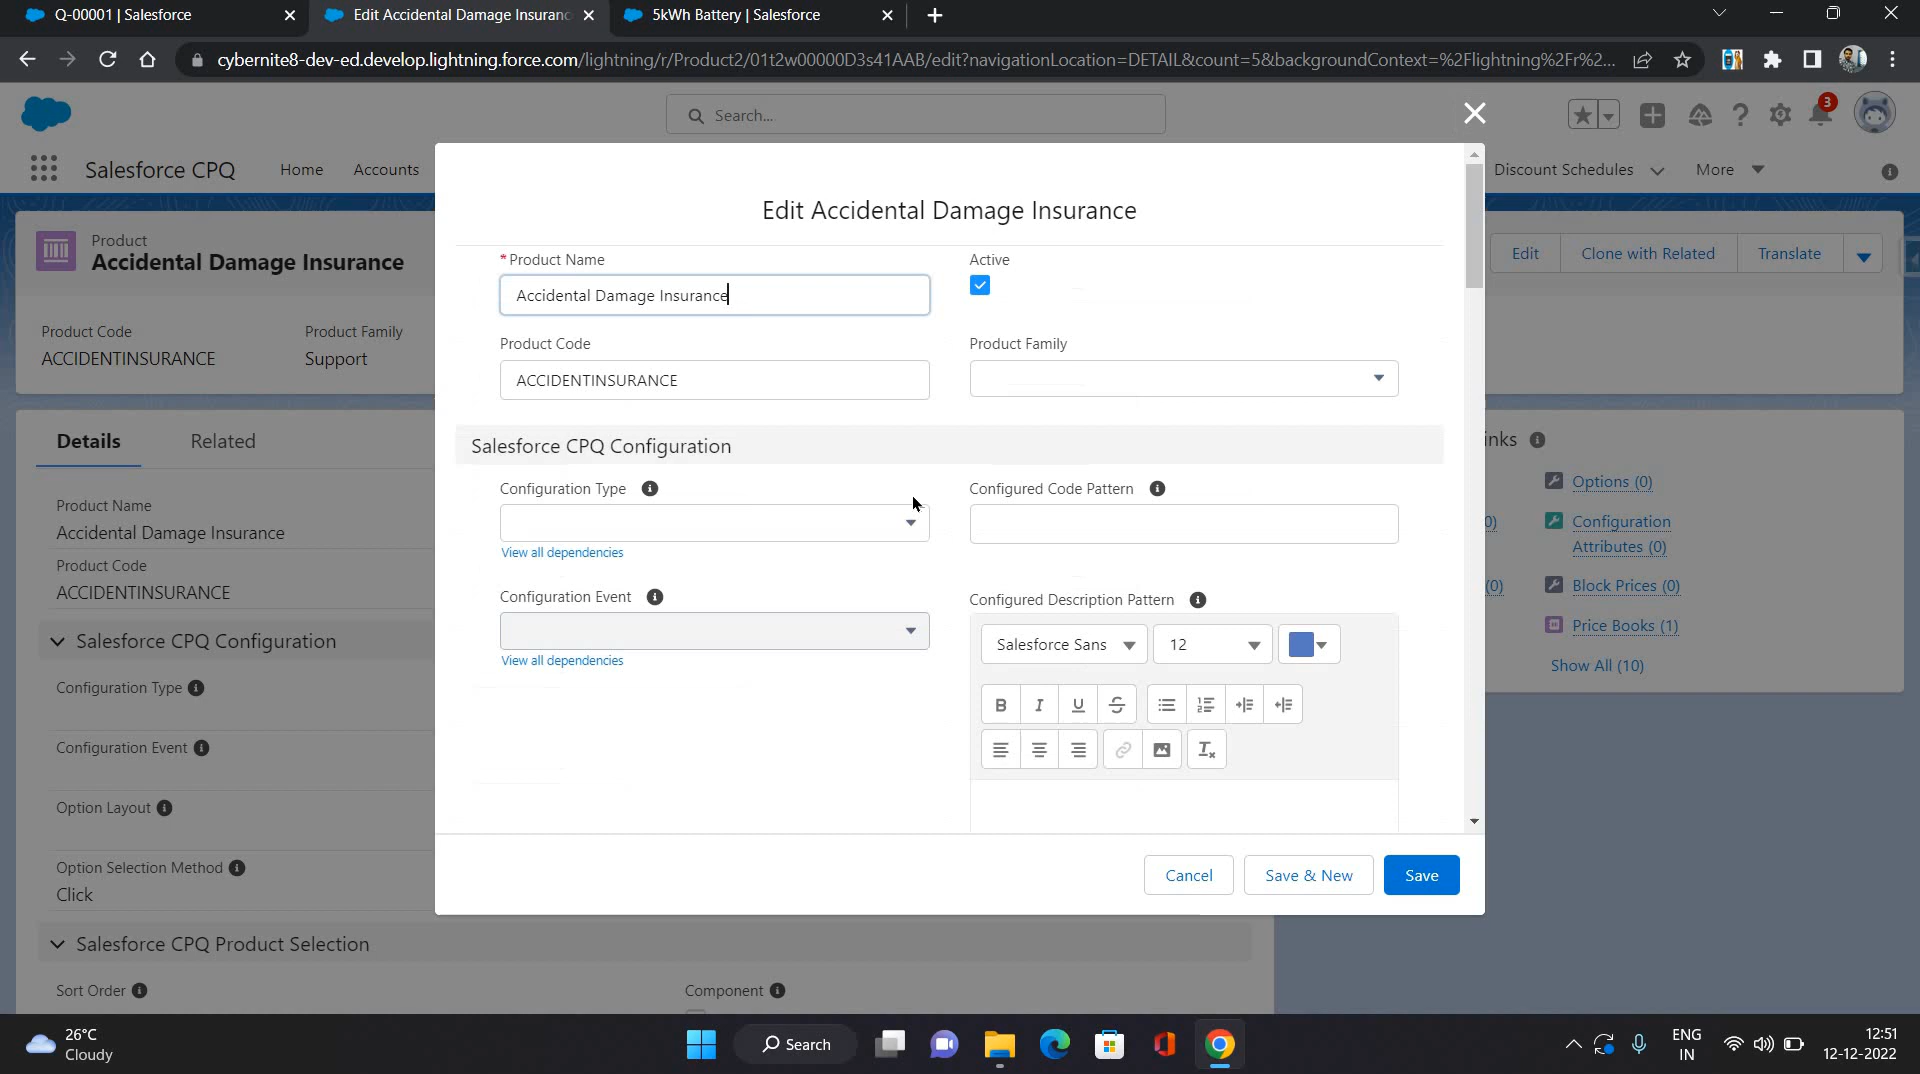 Q-00001 | Salesforce
Edit Accidental Damage Insuranc
5kWh Battery | Salesforce
cybernite8-dev-ed.develop.lightning.force.com/lightning/r/Product2/01t2w00000D3s41AAB/edit?navigationLocation=DETAIL&count=5&backgroundContext=%2Flightning%2Fr%2...
Search...
3
Salesforce CPQ
Home
Accounts
Discount Schedules
More
Product
Accidental Damage Insurance
Edit
Clone with Related
Translate
Product Code
ACCIDENTINSURANCE
Product Family
Support
Details
Related
Product Name
Accidental Damage Insurance
Product Code
ACCIDENTINSURANCE
Salesforce CPQ Configuration
Configuration Type
Configuration Event
Option Layout
Option Selection Method
Click
Salesforce CPQ Product Selection
Sort Order
Component
Edit Accidental Damage Insurance
*Product Name
Accidental Damage Insurance
Active
Product Code
ACCIDENTINSURANCE
Product Family
Salesforce CPQ Configuration
Configuration Type
View all dependencies
Configured Code Pattern
Configuration Event
View all dependencies
Configured Description Pattern
Salesforce Sans
12
B I U S
Cancel
Save & New
Save
inks
Options (0)
0)
Configuration
Attributes (0)
(0)
Block Prices (0)
Price Books (1)
Show All (10)
26°C
Cloudy
Search
ENG
IN
12:51
12-12-2022